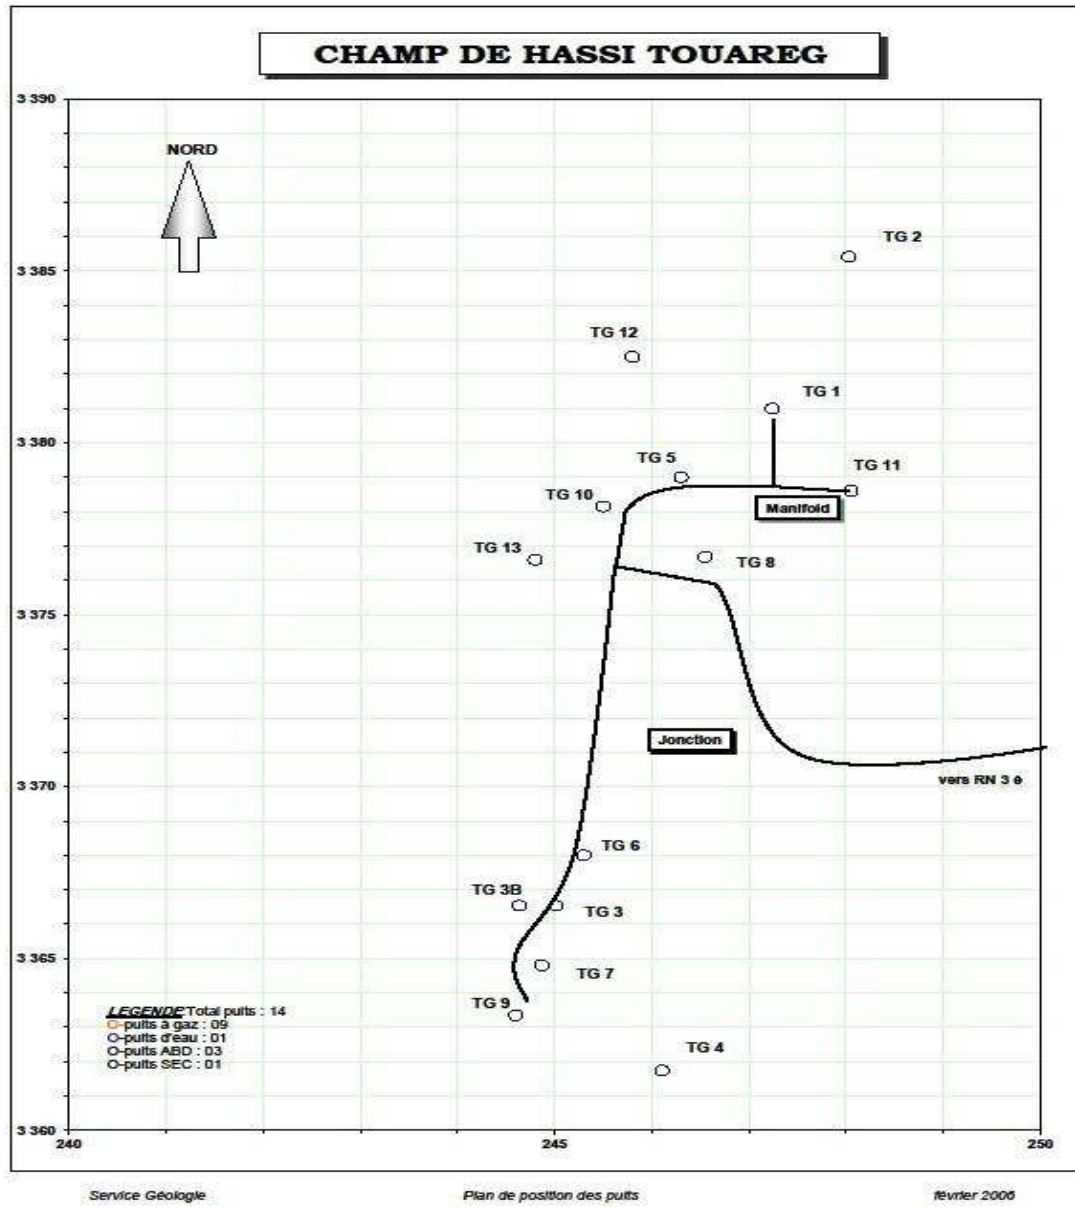 CHAMP DE HASSI TOUAREG
3 390
NORD
TG 2
3 385
TG 12
TG 1
3 380
TG 5
TG 11
TG 10
Manifold
TG 13
TG 8
3 375
Jonction
3 370
vers RN 3 è
TG 6
TG 3B
TG 3
3 365
TG 7
TG 9
LEGENDE Total puits : 14
O-puits à gaz : 09
O-puits d'eau : 01
O-puits ABD : 03
O-puits SEC : 01
TG 4
3 360
240
245
250
Service Géologie
Plan de position des puits
février 2006